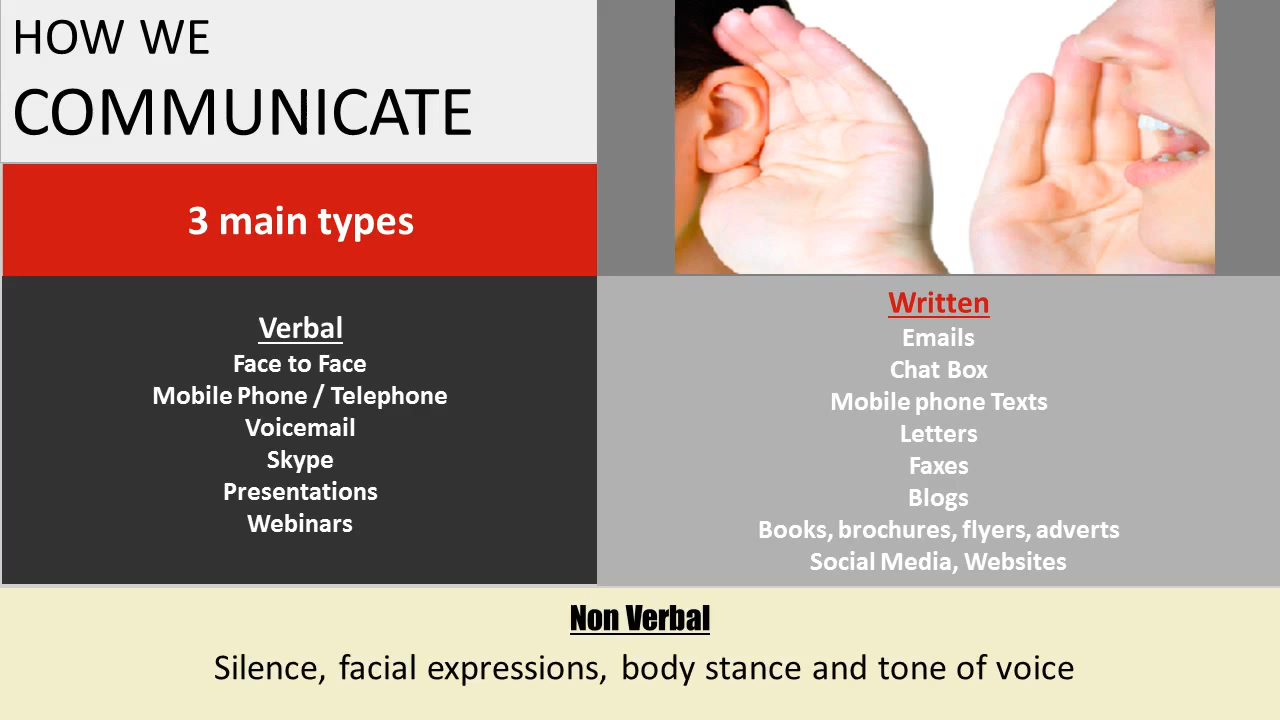 HOW WE
COMMUNICATE
3 main types
Verbal
Face to Face
Mobile Phone / Telephone
Voicemail
Skype
Presentations
Webinars
Written
Emails
Chat Box
Mobile phone Texts
Letters
Faxes
Blogs
Books, brochures, flyers, adverts
Social Media, Websites
Non Verbal
Silence, facial expressions, body stance and tone of voice